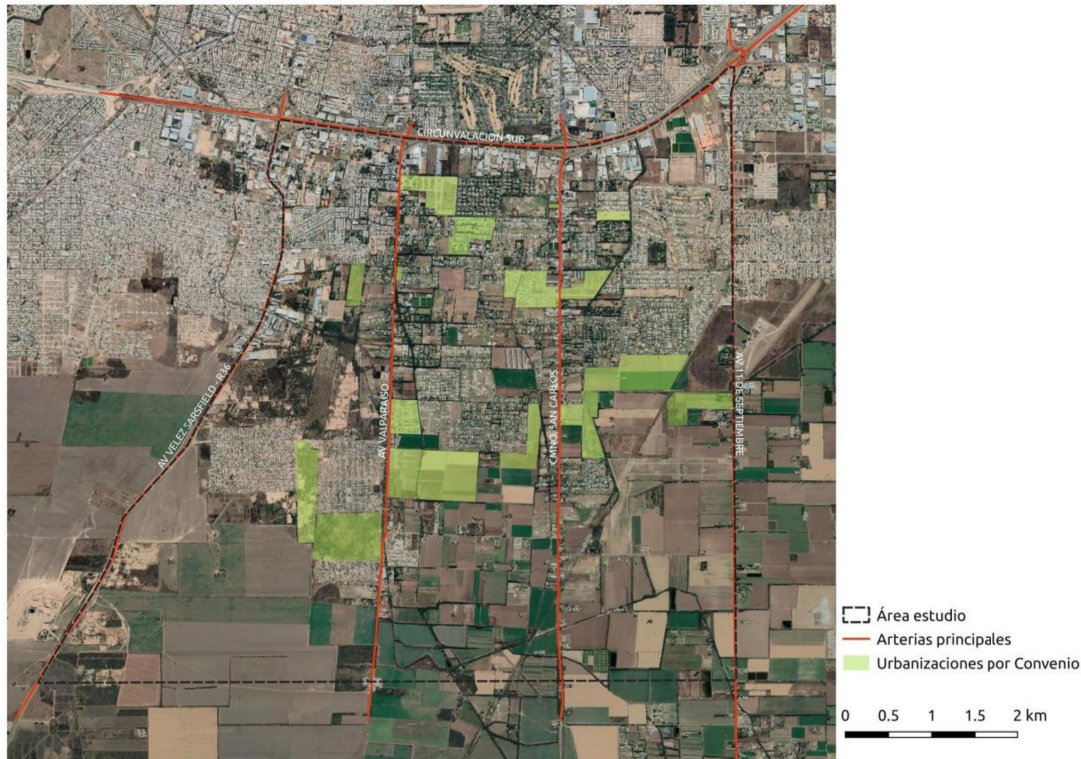 CIRCUNVALACION SUR
AV VELEZ SARSFIELD - R36
AV VALPARAISO
CMNO. SAN CARLOS
AV 11 DE SEPTIEMBRE
Área estudio
Arterias principales
Urbanizaciones por Convenio
0 0.5 1 1.5 2 km